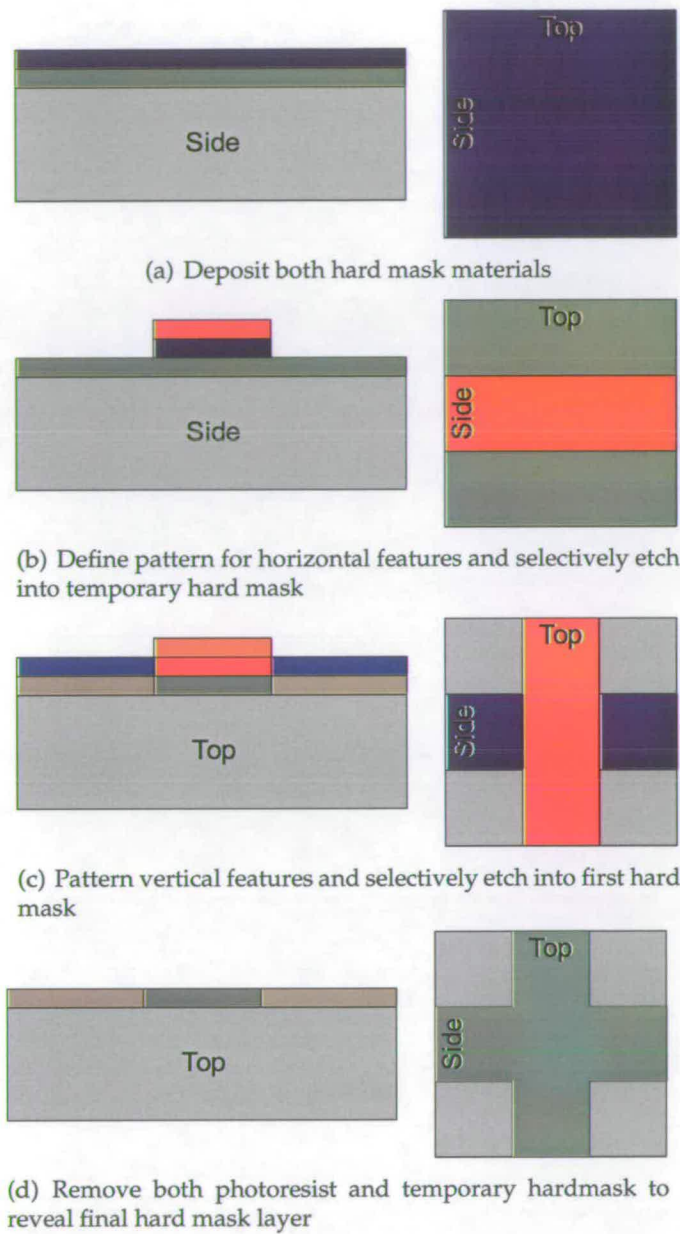 Top
Side
Side
(a) Deposit both hard mask materials
Top
Side
Side
(b) Define pattern for horizontal features and selectively etch
into temporary hard mask
Top
Side
Top
(c) Pattern vertical features and selectively etch into first hard
mask
Top
Side
Top
(d) Remove both photoresist and temporary hardmask to
reveal final hard mask layer